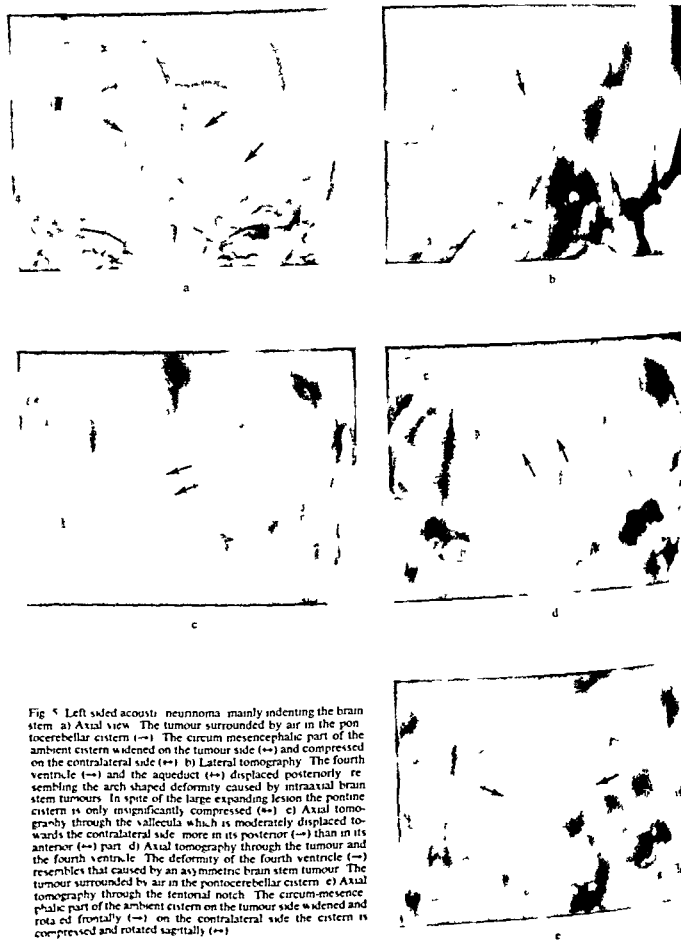 a
b
c
d
Fig 5 Left sided acousti neurinoma mainly indenting the brain
stem a) Axial view The tumour surrounded by air in the pon
tocerebellar cistern (→) The circum mesencephalic part of the
ambient cistern widened on the tumour side (↔) and compressed
on the contralateral side (↔) b) Lateral tomography The fourth
ventricle (→) and the aqueduct (↔) displaced posteriorly re
sembling the arch shaped deformity caused by intraaxial brain
stem tumours In spite of the large expanding lesion the pontine
cistern is only insignificantly compressed (↔) c) Axial tomo-
graphy through the vallecula which is moderately displaced to-
wards the contralateral side more in its posterior (→) than in its
anterior (↔) part d) Axial tomography through the tumour and
the fourth ventricle The deformity of the fourth ventricle (→)
resembles that caused by an asymmetric brain stem tumour The
tumour surrounded by air in the pontocerebellar cistern e) Axial
tomography through the tentorial notch The circum-mesence
phalic part of the ambient cistern on the tumour side widened and
rota ed frontally (→) on the contralateral side the cistern is
compressed and rotated sagittally (↔)
e